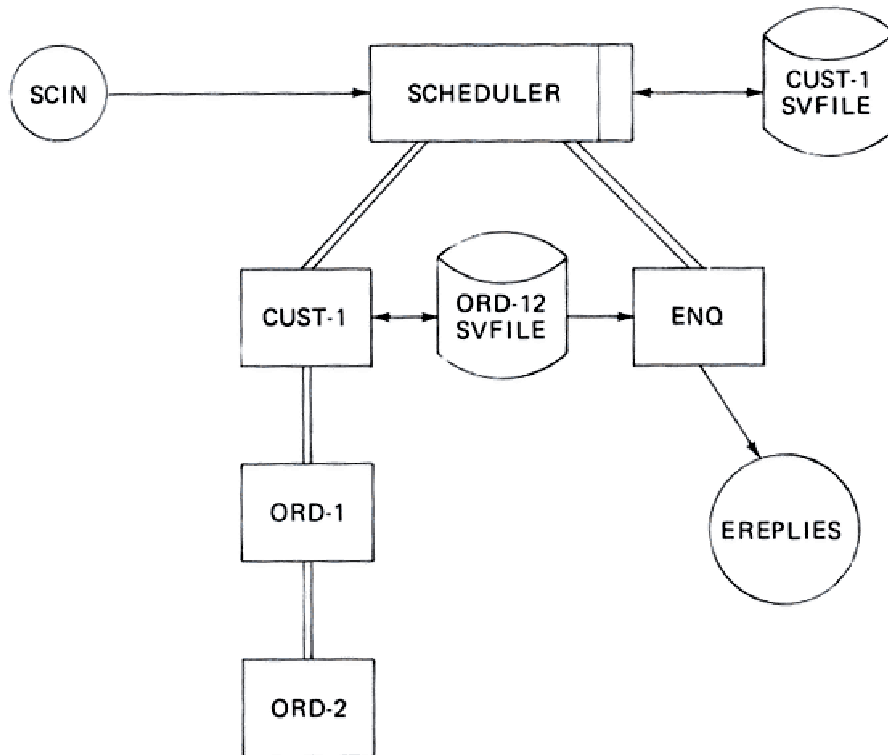 SCIN
SCHEDULER
CUST-1
SVFILE
CUST-1
ORD-12
SVFILE
ENQ
ORD-1
EREPLIES
ORD-2